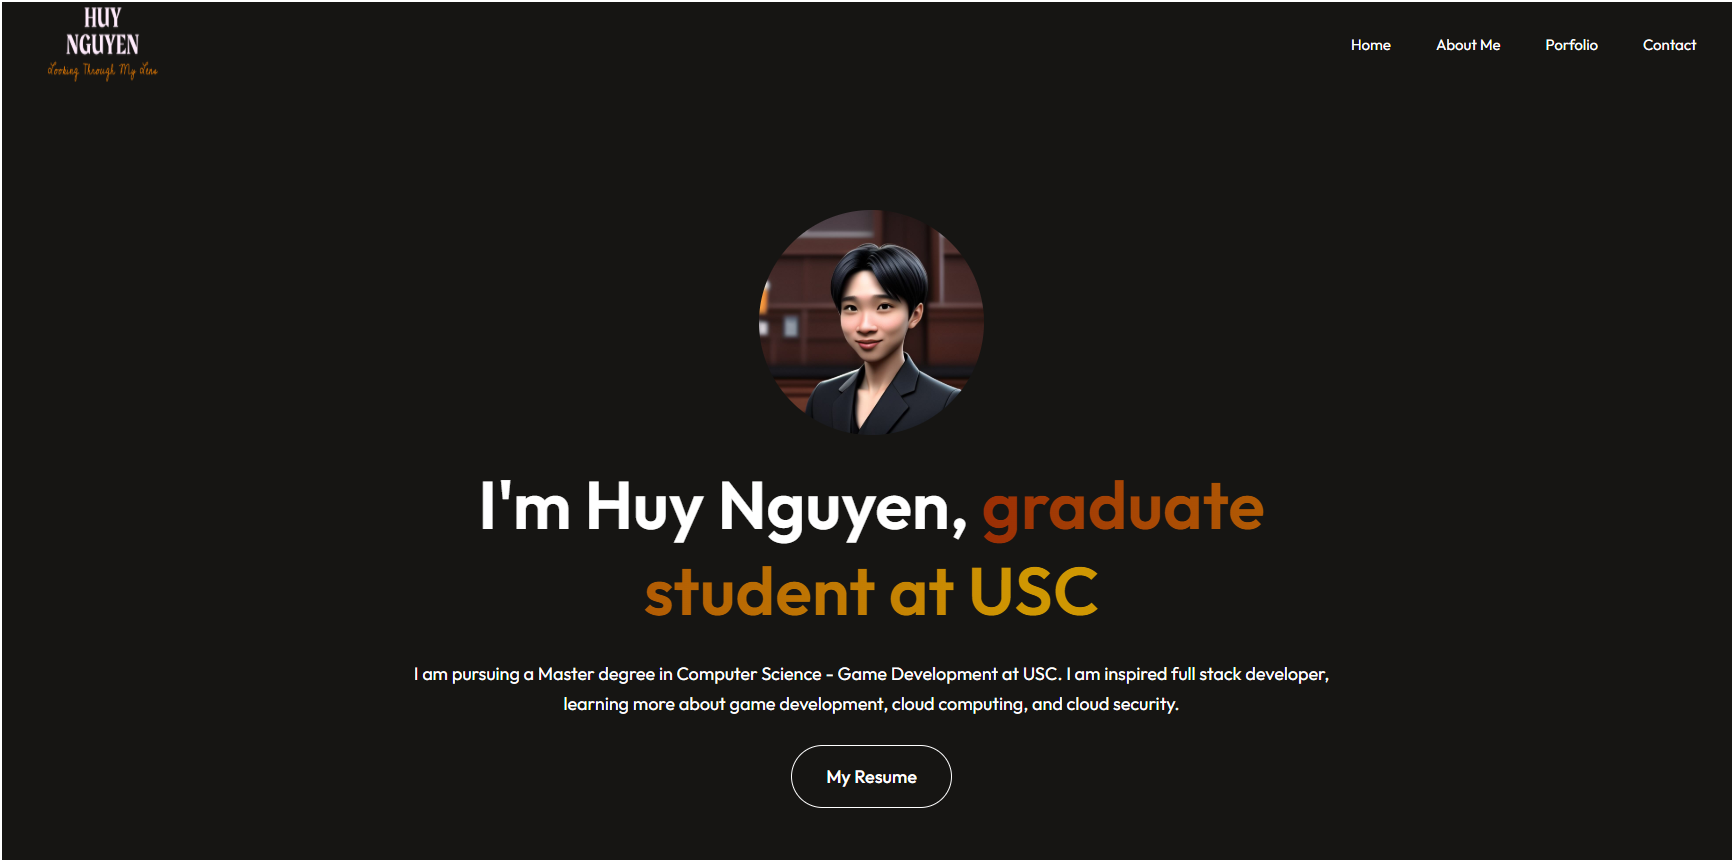 HUY
NGUYEN
Looking Through My Lens
Home About Me Porfolio Contact
I'm Huy Nguyen, graduate
student at USC
I am pursuing a Master degree in Computer Science - Game Development at USC. I am inspired full stack developer,
learning more about game development, cloud computing, and cloud security.
My Resume